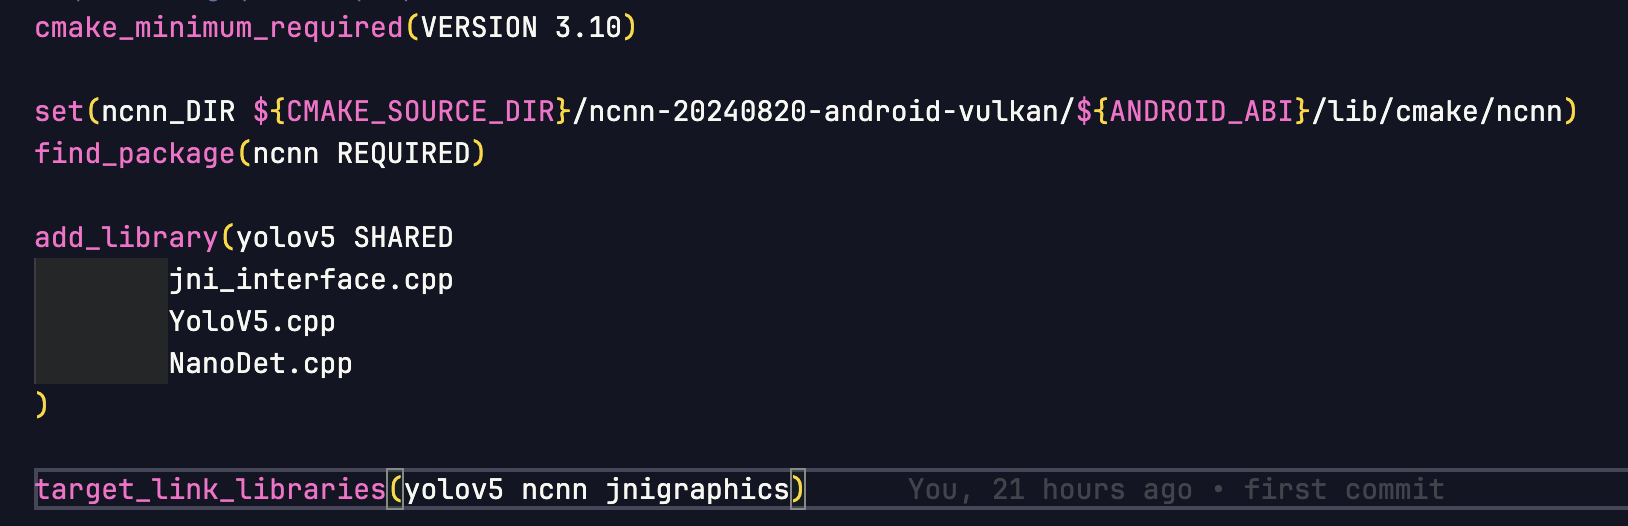 cmake_minimum_required(VERSION 3.10)
set(ncnn_DIR ${CMAKE_SOURCE_DIR}/ncnn-20240820-android-vulkan/${ANDROID_ABI}/lib/cmake/ncnn)
find_package(ncnn REQUIRED)
add_library(yolov5 SHARED
jni_interface.cpp
YoloV5.cpp
NanoDet.cpp
)
target_link_libraries(yolov5 ncnn jnigraphics) You, 21 hours ago • first commit